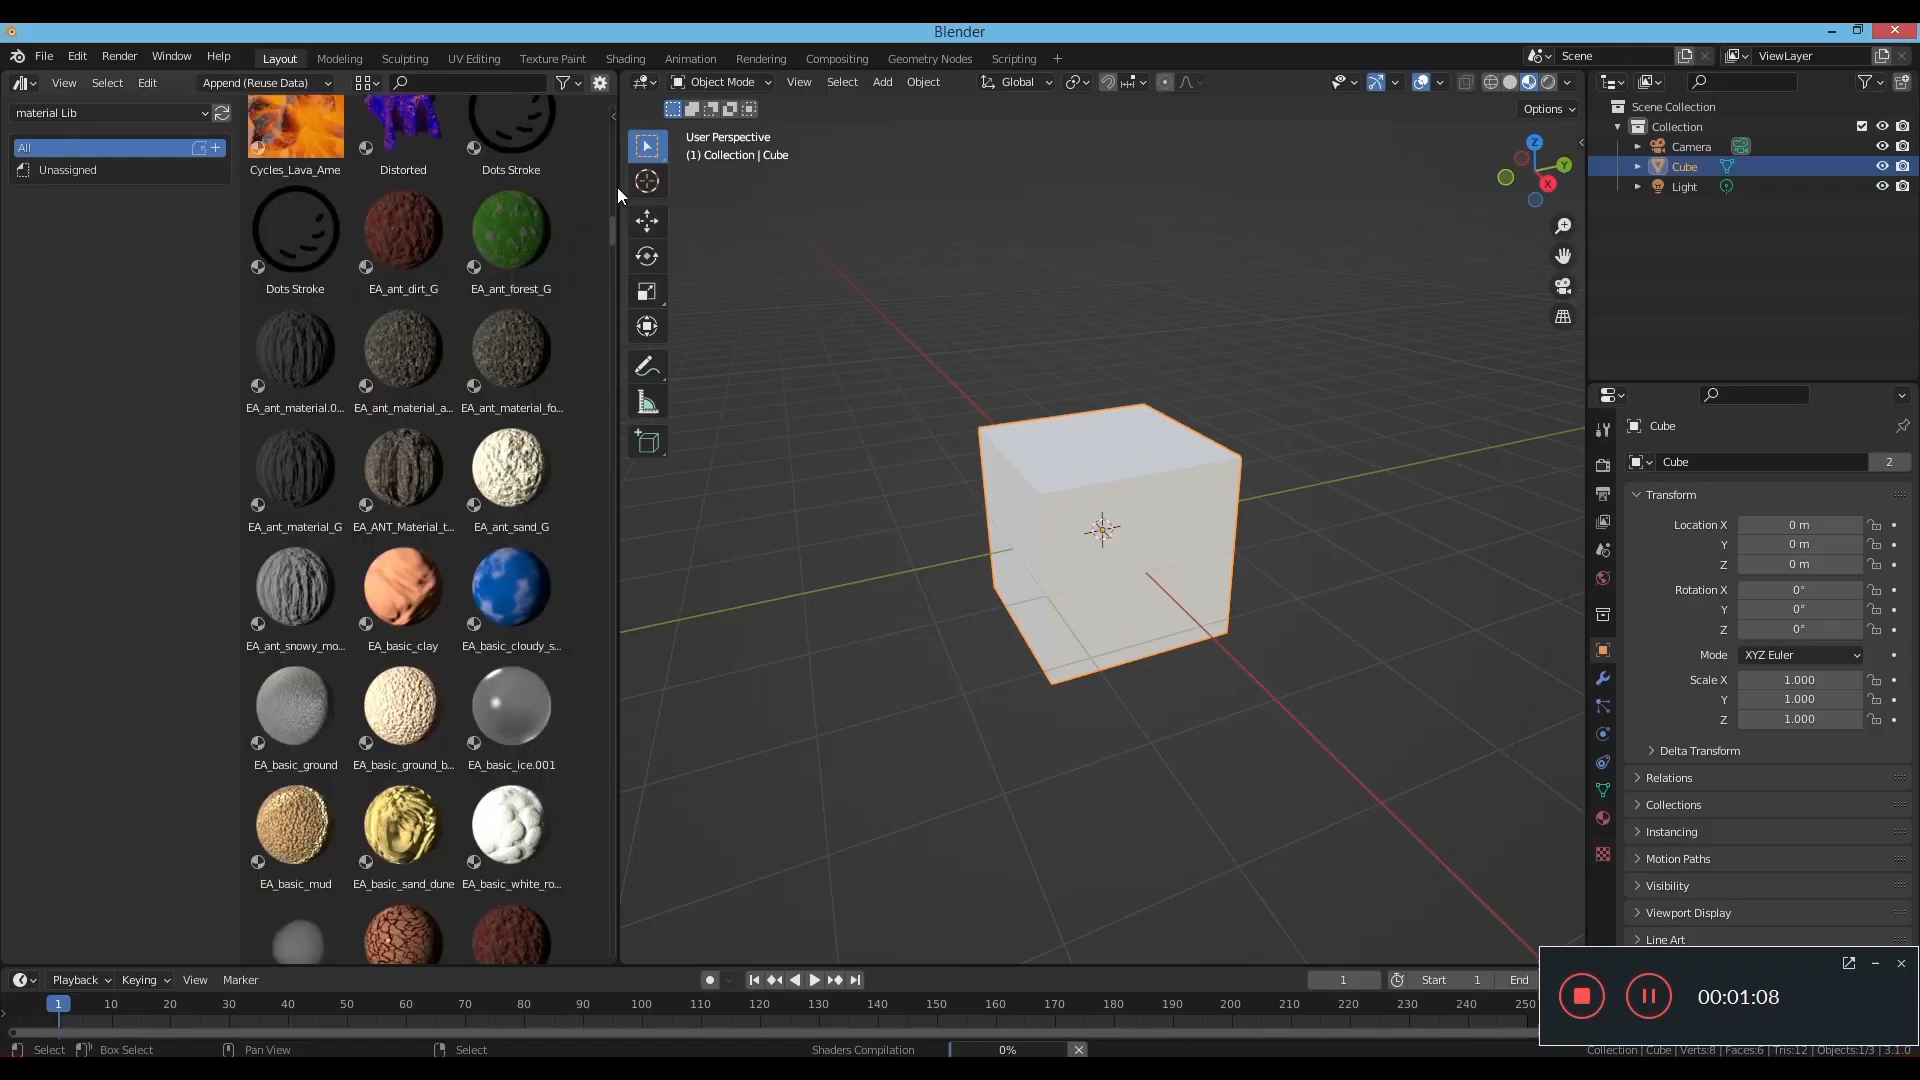 Blender
File Edit Render Window Help
Layout Modeling Sculpting UV Editing Texture Paint Shading Animation Rendering Compositing Geometry Nodes Scripting +
Scene
ViewLayer
View Select Edit Append (Reuse Data)
Object Mode View Select Add Object Global
Options
material Lib
All
Unassigned
Cycles_Lava_Ame Distorted Dots Stroke
Dots Stroke EA_ant_dirt_G EA_ant_forest_G
EA_ant_material.0... EA_ant_material_a... EA_ant_material_fo...
EA_ant_material_G EA_ANT_Material_t... EA_ant_sand_G
EA_ant_snowy_mo... EA_basic_clay EA_basic_cloudy_s...
EA_basic_ground EA_basic_ground_b... EA_basic_ice.001
EA_basic_mud EA_basic_sand_dune EA_basic_white_ro...
User Perspective
(1) Collection | Cube
Z
Y
X
Scene Collection
Collection
Camera
Cube
Light
Cube
Cube 2
Transform
Location X 0 m
Y 0 m
Z 0 m
Rotation X 0°
Y 0°
Z 0°
Mode XYZ Euler
Scale X 1.000
Y 1.000
Z 1.000
Delta Transform
Relations
Collections
Instancing
Motion Paths
Visibility
Viewport Display
Line Art
Playback Keying View Marker
1 Start 1 End
1 10 20 30 40 50 60 70 80 90 100 110 120 130 140 150 160 170 180 190 200 210 220 230 240 250
00:01:08
Select Box Select Pan View Select Shaders Compilation 0%
Collection | Cube | Verts:8 | Faces:6 | Tris:12 | Objects:1/3 | 3.1.0